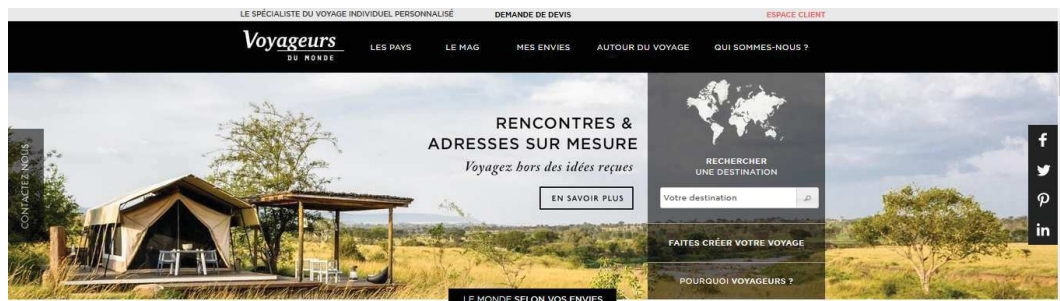 LE SPÉCIALISTE DU VOYAGE INDIVIDUEL PERSONNALISÉ
DEMANDE DE DEVIS
ESPACE CLIENT
Voyageurs
DU MONDE
LES PAYS
LE MAG
MES ENVIES
AUTOUR DU VOYAGE
QUI SOMMES-NOUS ?
CONTACTEZ NOUS
RENCONTRES &
ADRESSES SUR MESURE
Voyagez hors des idées reçues
EN SAVOIR PLUS
RECHERCHER
UNE DESTINATION
Votre destination
FAITES CRÉER VOTRE VOYAGE
POURQUOI VOYAGEURS ?
LE MONDE SELON VOS ENVIES